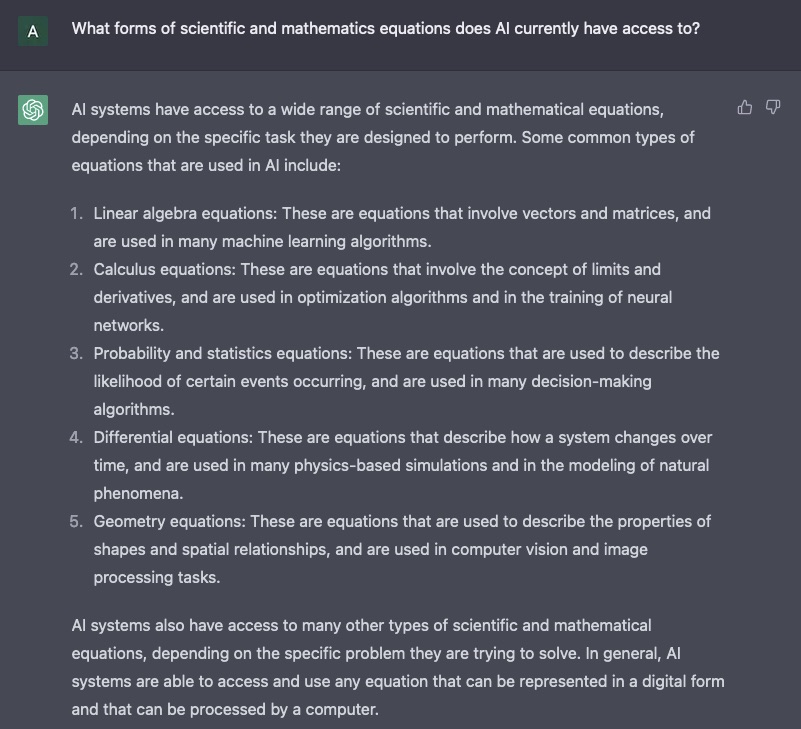 A
What forms of scientific and mathematics equations does AI currently have access to?
AI systems have access to a wide range of scientific and mathematical equations,
depending on the specific task they are designed to perform. Some common types of
equations that are used in AI include:
1. Linear algebra equations: These are equations that involve vectors and matrices, and
are used in many machine learning algorithms.
2. Calculus equations: These are equations that involve the concept of limits and
derivatives, and are used in optimization algorithms and in the training of neural
networks.
3. Probability and statistics equations: These are equations that are used to describe the
likelihood of certain events occurring, and are used in many decision-making
algorithms.
4. Differential equations: These are equations that describe how a system changes over
time, and are used in many physics-based simulations and in the modeling of natural
phenomena.
5. Geometry equations: These are equations that are used to describe the properties of
shapes and spatial relationships, and are used in computer vision and image
processing tasks.
AI systems also have access to many other types of scientific and mathematical
equations, depending on the specific problem they are trying to solve. In general, AI
systems are able to access and use any equation that can be represented in a digital form
and that can be processed by a computer.